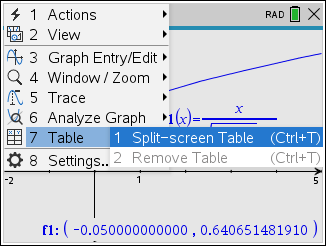 RAD
1 Actions
2 View
3 Graph Entry/Edit
4 Window / Zoom
5 Trace
6 Analyze Graph
7 Table
1 Split-screen Table (Ctrl+T)
2 Remove Table (Ctrl+T)
8 Settings..
1(x)= x
-2 1 5
f1: ( -0.050000000000 , 0.640651481910 )